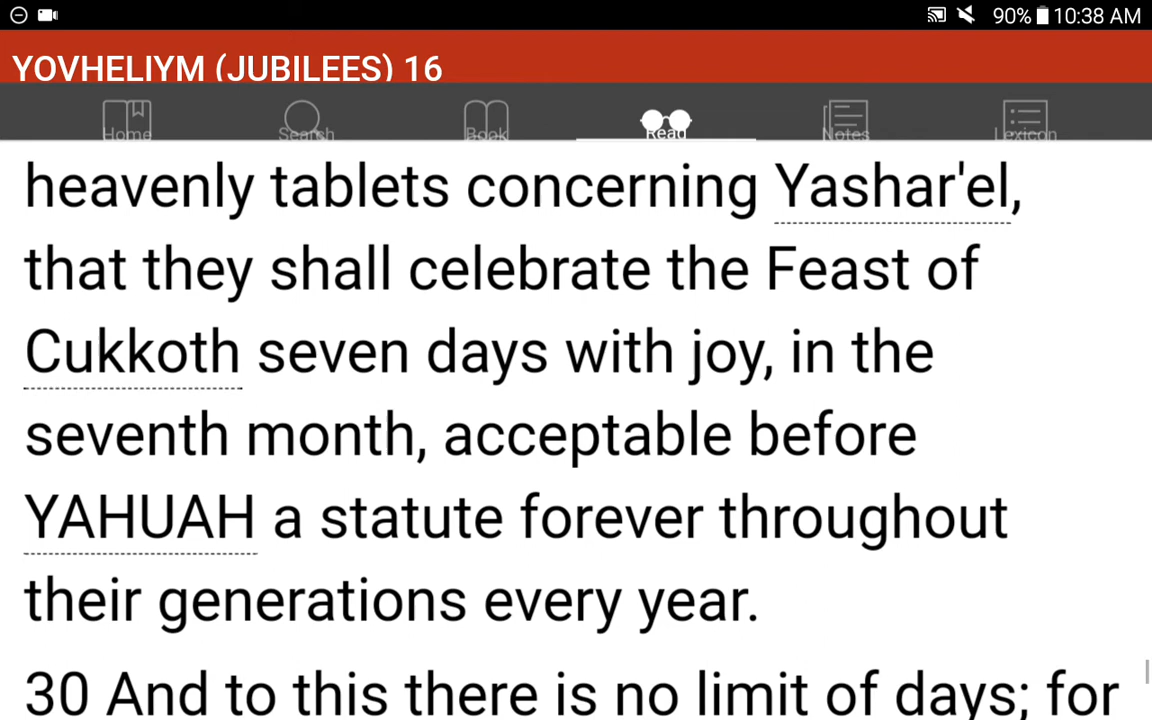 90% 10:38 AM
YOVHELIYM (JUBILEES) 16
Home Search Book Read Notes Lexicon
heavenly tablets concerning Yashar'el,
that they shall celebrate the Feast of
Cukkoth seven days with joy, in the
seventh month, acceptable before
YAHUAH a statute forever throughout
their generations every year.
30 And to this there is no limit of days; for